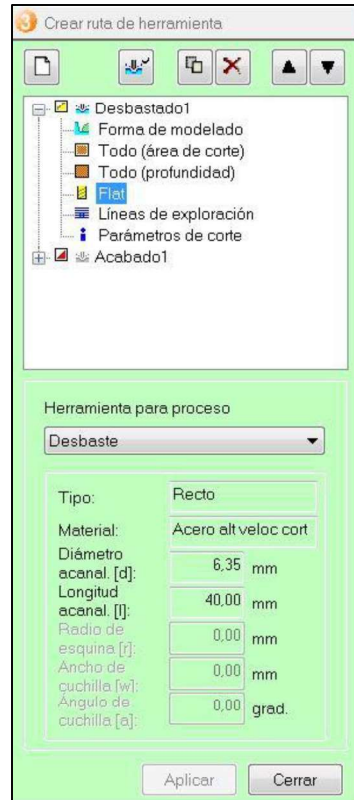 Crear ruta de herramienta
Desbastado1
Forma de modelado
Todo (área de corte)
Todo (profundidad)
Flat
Líneas de exploración
Parámetros de corte
Acabado1
Herramienta para proceso
Desbaste
Tipo: Recto
Material: Acero alt veloc cort
Diámetro
acanal. [d]: 6,35 mm
Longitud
acanal. [l]: 40,00 mm
Radio de
esquina [r]: 0,00 mm
Ancho de
cuchilla [w]: 0,00 mm
Ángulo de
cuchilla [a]: 0,00 grad.
Aplicar Cerrar